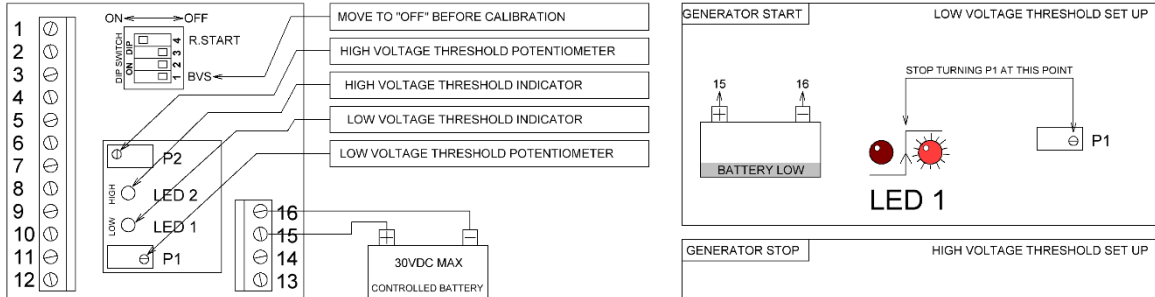 1
2
3
4
5
6
7
8
9
10
11
12
ON OFF
DIP SWITCH
ON DIP
1 2 3 4
R.START
BVS
P2
HIGH
LED 2
LOW
LED 1
P1
16
15
14
13
MOVE TO "OFF" BEFORE CALIBRATION
HIGH VOLTAGE THRESHOLD POTENTIOMETER
HIGH VOLTAGE THRESHOLD INDICATOR
LOW VOLTAGE THRESHOLD INDICATOR
LOW VOLTAGE THRESHOLD POTENTIOMETER
+ −
30VDC MAX
CONTROLLED BATTERY
GENERATOR START
LOW VOLTAGE THRESHOLD SET UP
STOP TURNING P1 AT THIS POINT
15 16
+ −
BATTERY LOW
LED 1
P1
GENERATOR STOP
HIGH VOLTAGE THRESHOLD SET UP